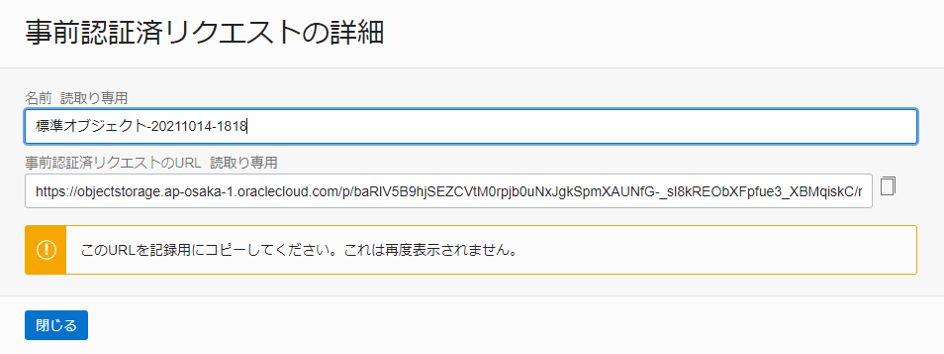 事前認証済リクエストの詳細
名前 読取り専用
標準オブジェクト-20211014-1818
事前認証済リクエストのURL 読取り専用
https://objectstorage.ap-osaka-1.oraclecloud.com/p/baRlV5B9hjSEZCVtM0rpjb0uNxJgkSpmXAUNfG-_sI8kREObXFpfue3_XBMqiskC/r
このURLを記録用にコピーしてください。これは再度表示されません。
閉じる